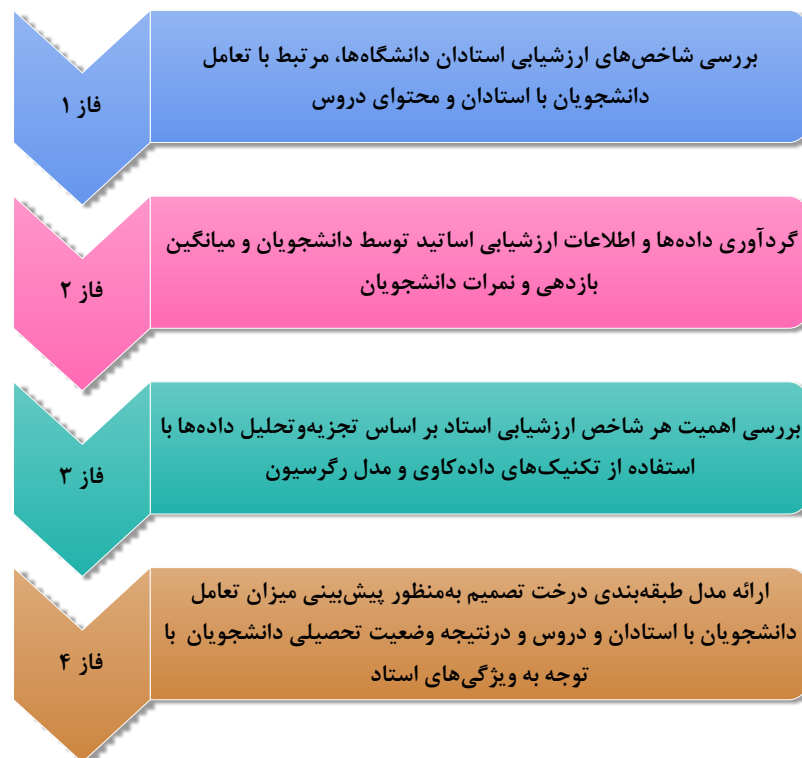 فاز ۱
بررسی شاخص‌های ارزشیابی استادان دانشگاه‌ها، مرتبط با تعامل
دانشجویان با استادان و محتوای دروس
فاز ۲
گردآوری داده‌ها و اطلاعات ارزشیابی اساتید توسط دانشجویان و میانگین
بازدهی و نمرات دانشجویان
فاز ۳
بررسی اهمیت هر شاخص ارزشیابی استاد بر اساس تجزیه‌وتحلیل داده‌ها با
استفاده از تکنیک‌های داده‌کاوی و مدل رگرسیون
فاز ۴
ارائه مدل طبقه‌بندی درخت تصمیم به‌منظور پیش‌بینی میزان تعامل
دانشجویان با استادان و دروس و درنتیجه وضعیت تحصیلی دانشجویان با
توجه به ویژگی‌های استاد